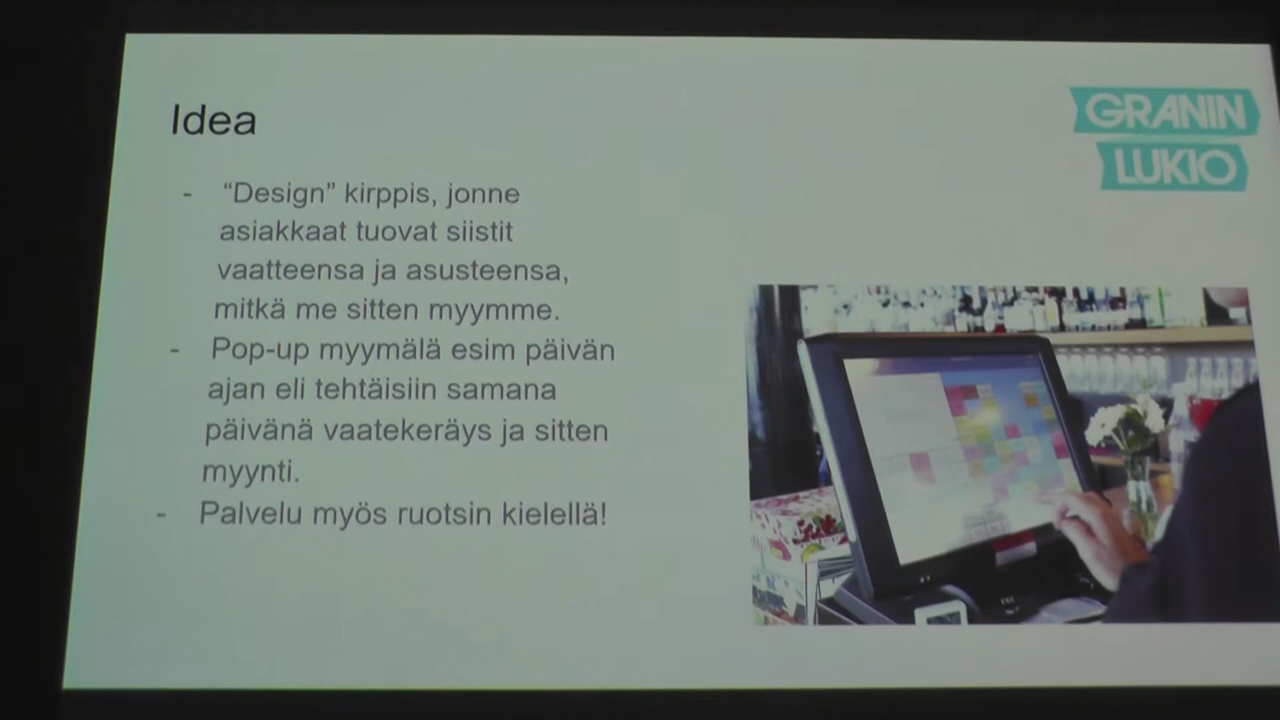 Idea
GRANIN
LUKIO
- “Design” kirppis, jonne
asiakkaat tuovat siistit
vaatteensa ja asusteensa,
mitkä me sitten myymme.
- Pop-up myymälä esim päivän
ajan eli tehtäisiin samana
päivänä vaatekeräys ja sitten
myynti.
- Palvelu myös ruotsin kielellä!